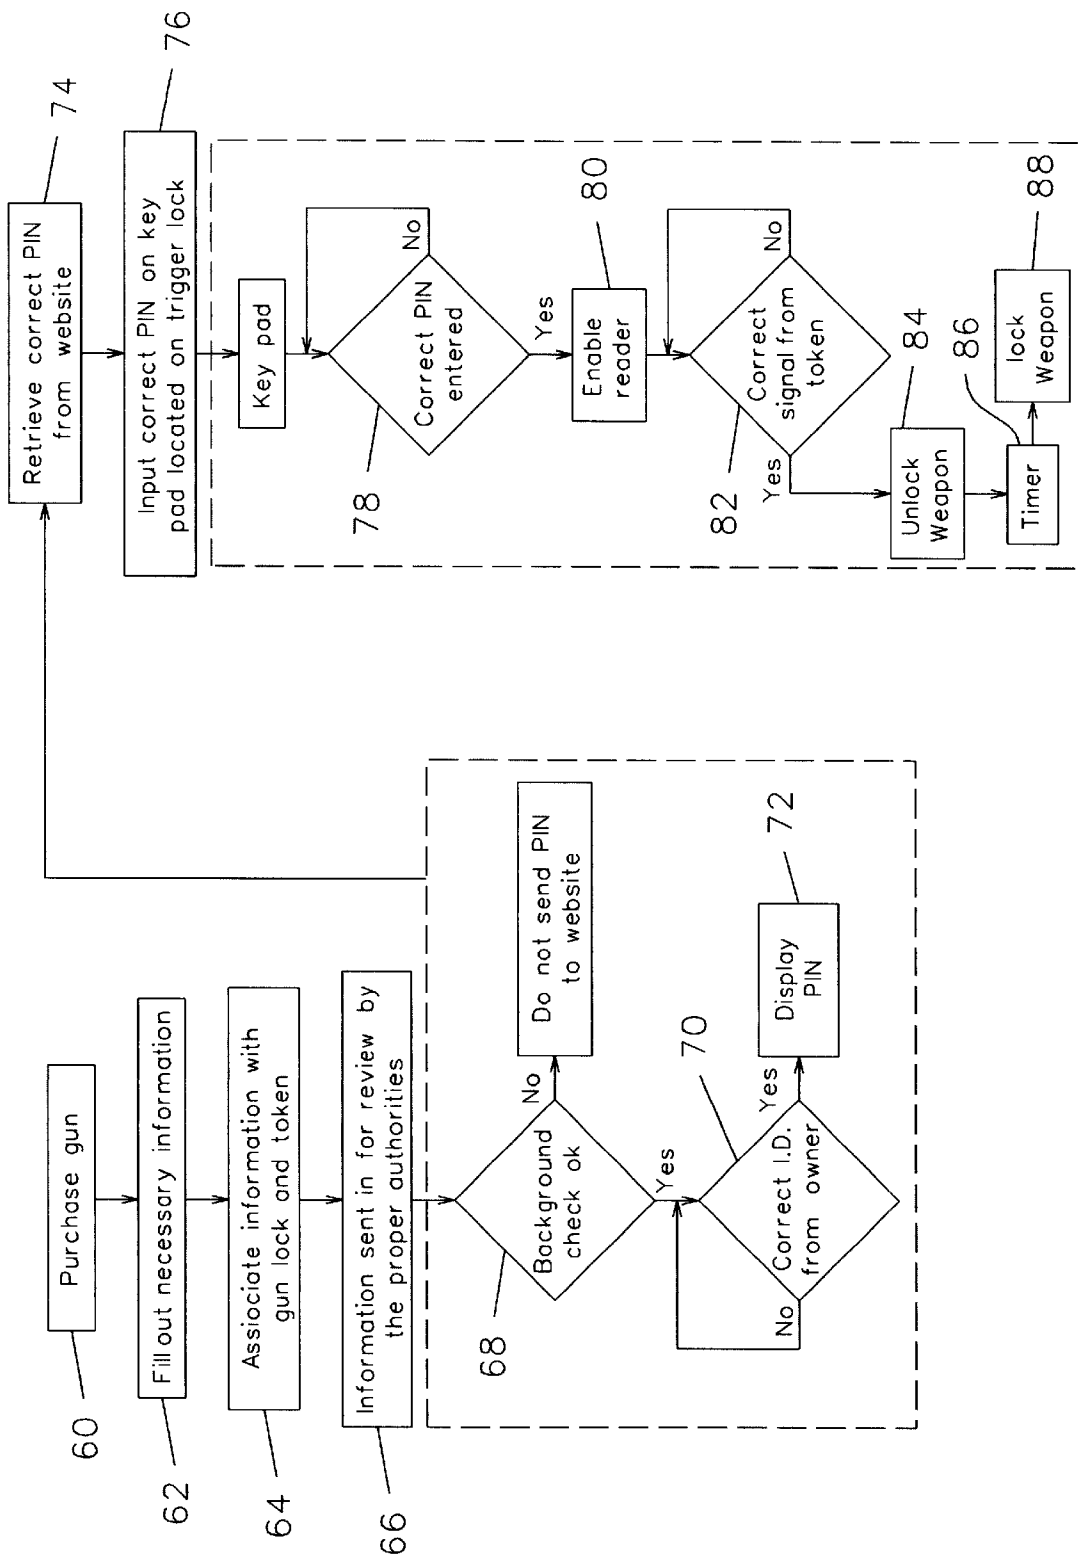 60
Purchase gun
62
Fill out necessary information
64
Assiociate information with
gun lock and token
66
Information sent in for review by
the proper authorities
68
Background
check ok
No
Do not send PIN
to website
Yes
70
Correct I.D.
from owner
No
Yes
72
Display
PIN
74
Retrieve correct PIN
from website
76
Input correct PIN on key
pad located on trigger lock
Key pad
78
Correct PIN
entered
No
Yes
80
Enable
reader
82
Correct
signal from
token
No
Yes
84
Unlock
Weapon
86
Timer
88
lock
Weapon